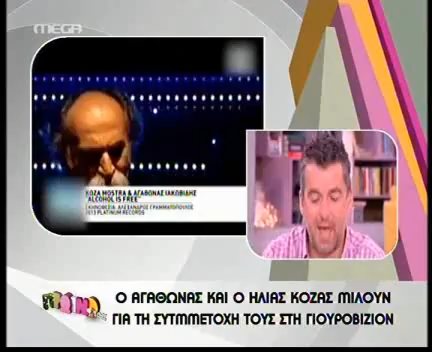 MEGA
KOZA MOSTRA & ΑΓΑΘΩΝΑΣ ΙΑΚΩΒΙΔΗΣ
"ALCOHOL IS FREE"
ΣΚΗΝΟΘΕΣΙΑ: ΑΛΕΞΑΝΔΡΟΣ ΓΡΑΜΜΑΤΟΠΟΥΛΟΣ
2013 PLATINUM RECORDS
Ο ΑΓΑΘΩΝΑΣ ΚΑΙ Ο ΗΛΙΑΣ ΚΟΖΑΣ ΜΙΛΟΥΝ
ΓΙΑ ΤΗ ΣΥΤΜΜΕΤΟΧΗ ΤΟΥΣ ΣΤΗ ΓΙΟΥΡΟΒΙΖΙΟΝ